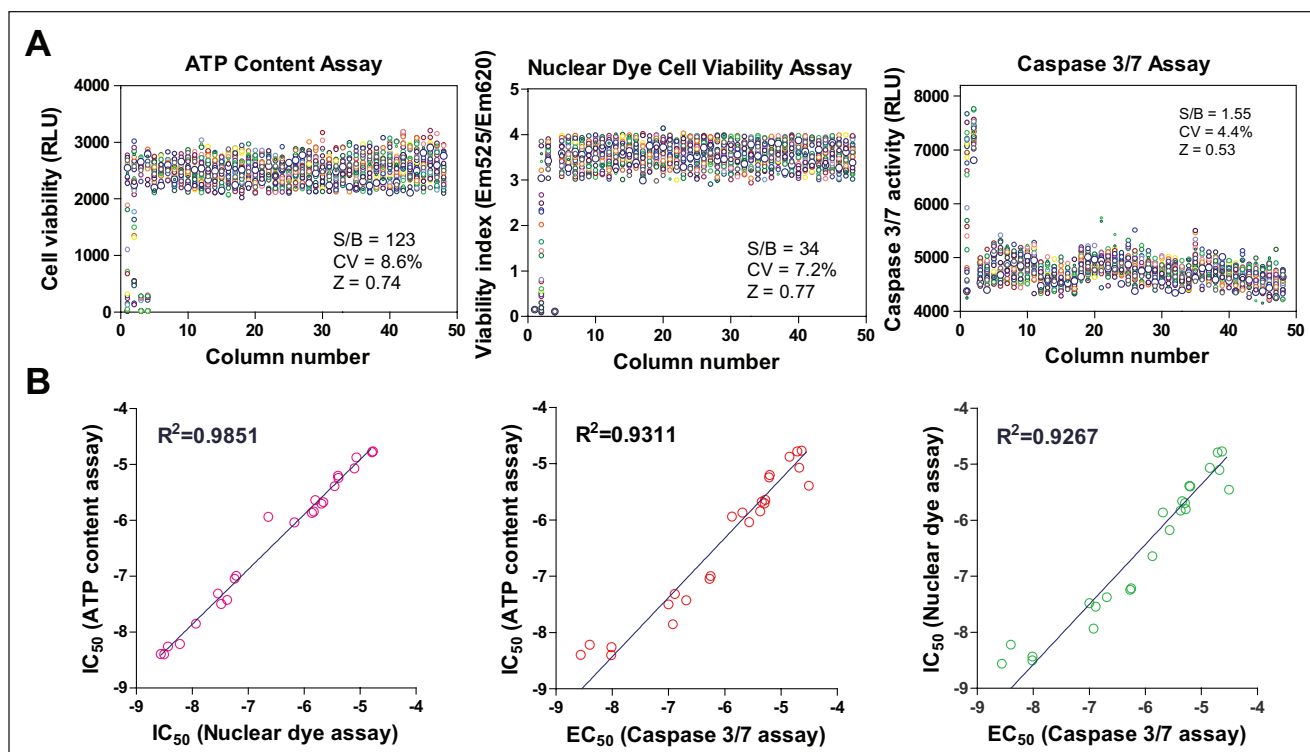 A
ATP Content Assay
Cell viability (RLU)
4000
3000
2000
1000
0
S/B = 123
CV = 8.6%
Z = 0.74
0 10 20 30 40 50
Column number
Nuclear Dye Cell Viability Assay
Viability index (Em525/Em620)
5
4
3
2
1
0
S/B = 34
CV = 7.2%
Z = 0.77
0 10 20 30 40 50
Column number
Caspase 3/7 Assay
Caspase 3/7 activity (RLU)
8000
7000
6000
5000
4000
S/B = 1.55
CV = 4.4%
Z = 0.53
0 10 20 30 40 50
Column number
B
R²=0.9851
IC₅₀ (ATP content assay)
-4
-5
-6
-7
-8
-9
-9 -8 -7 -6 -5 -4
IC₅₀ (Nuclear dye assay)
R²=0.9311
IC₅₀ (ATP content assay)
-4
-5
-6
-7
-8
-9
-9 -8 -7 -6 -5 -4
EC₅₀ (Caspase 3/7 assay)
R²=0.9267
IC₅₀ (Nuclear dye assay)
-4
-5
-6
-7
-8
-9
-9 -8 -7 -6 -5 -4
EC₅₀ (Caspase 3/7 assay)